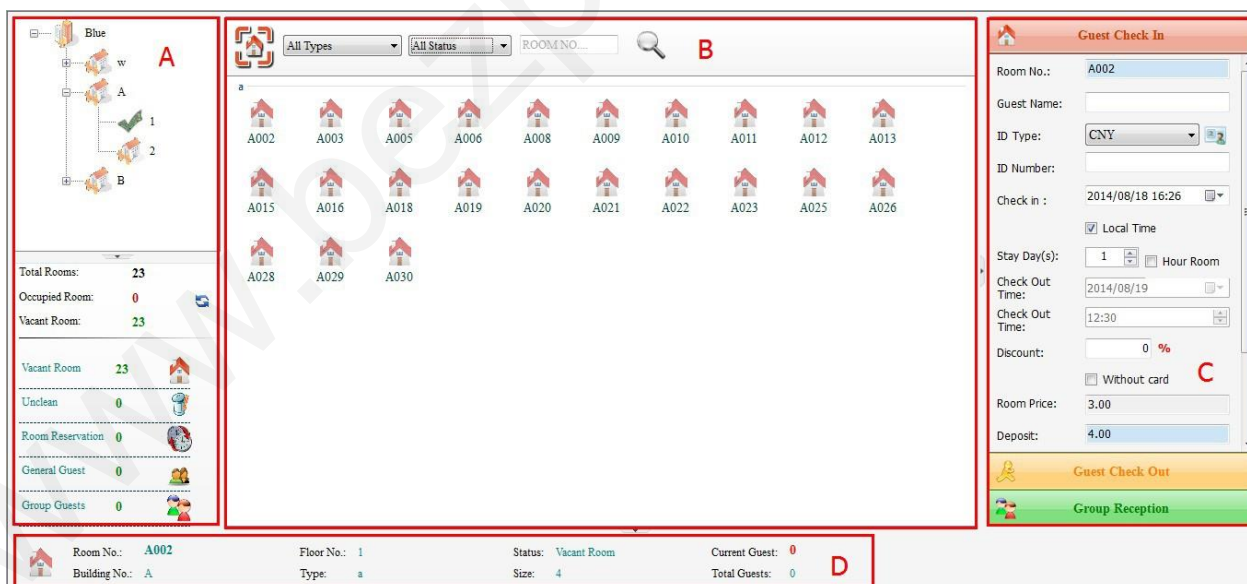 Blue
w
A
1
2
B
A
Total Rooms: 23
Occupied Room: 0
Vacant Room: 23
Vacant Room 23
Unclean 0
Room Reservation 0
General Guest 0
Group Guests 0
All Types All Status ROOM NO.... B
a
A002 A003 A005 A006 A008 A009 A010 A011 A012 A013
A015 A016 A018 A019 A020 A021 A022 A023 A025 A026
A028 A029 A030
Guest Check In
Room No.: A002
Guest Name:
ID Type: CNY
ID Number:
Check in : 2014/08/18 16:26
Local Time
Stay Day(s): 1 Hour Room
Check Out
Time: 2014/08/19
Check Out
Time: 12:30
Discount: 0 %
Without card C
Room Price: 3.00
Deposit: 4.00
Guest Check Out
Group Reception
Room No.: A002 Floor No.: 1 Status: Vacant Room Current Guest: 0
Building No.: A Type: a Size: 4 Total Guests: 0 D